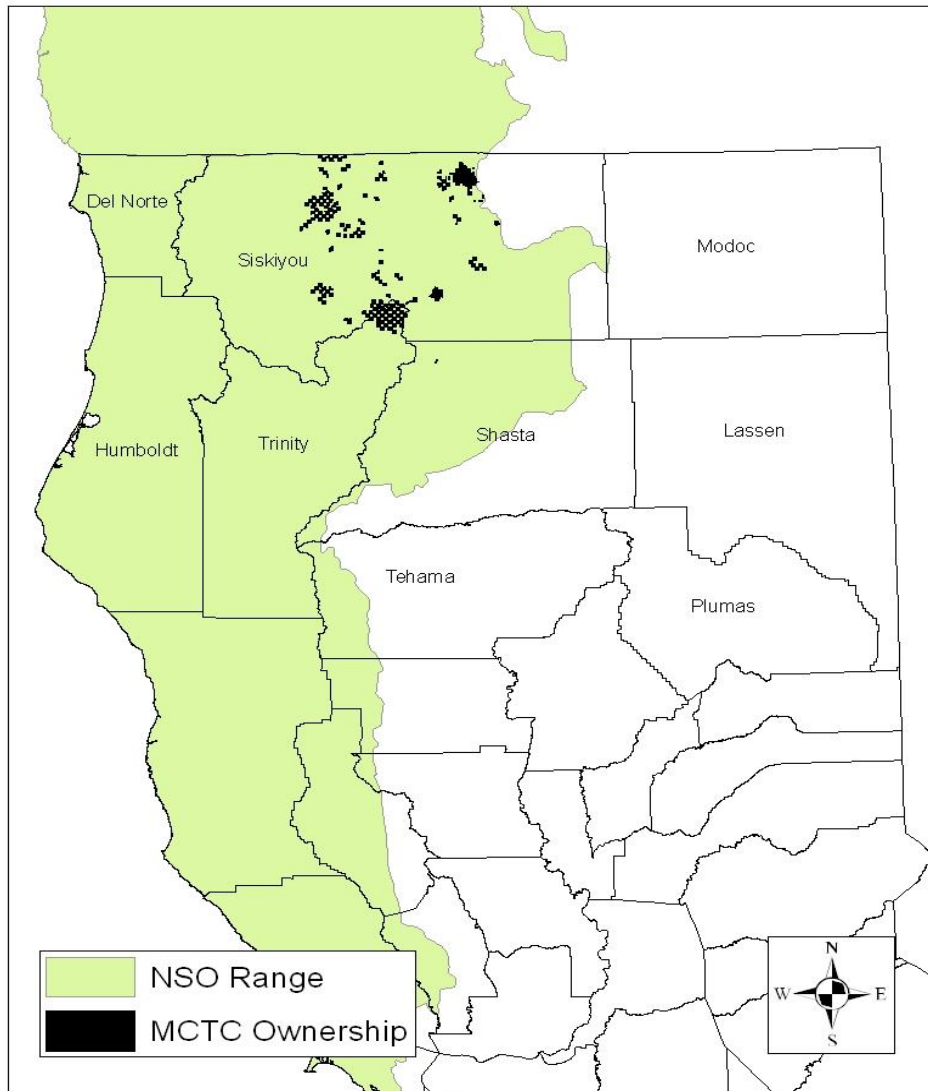 Del Norte
Modoc
Siskiyou
Humboldt
Trinity
Shasta
Lassen
Tehama
Plumas
NSO Range
MCTC Ownership
N
W
E
S